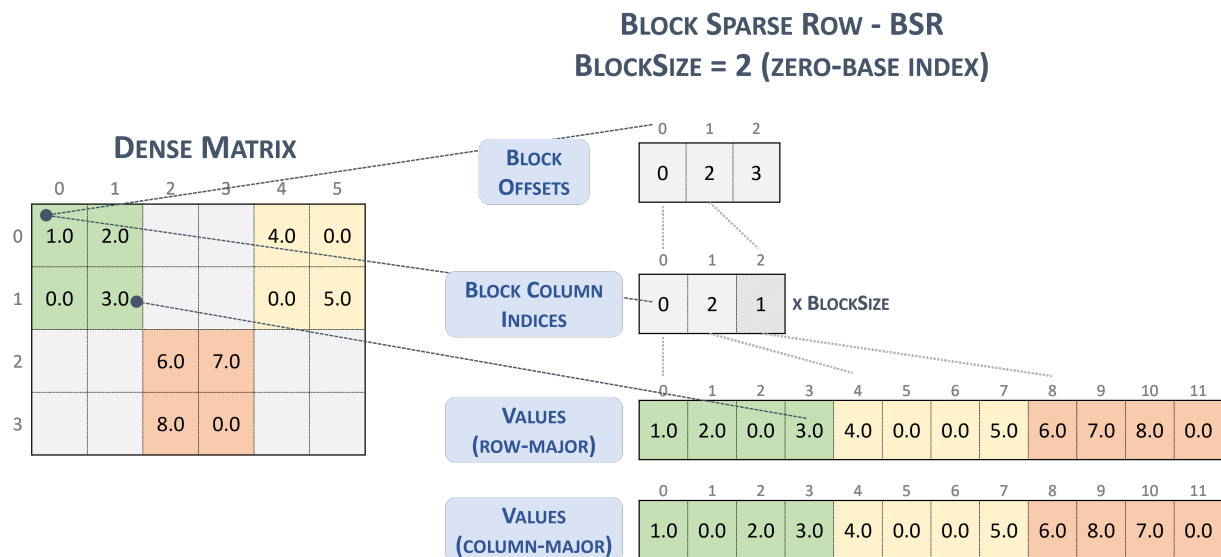 BLOCK SPARSE ROW - BSR
BLOCKSIZE = 2 (ZERO-BASE INDEX)
DENSE MATRIX
0 1 2 3 4 5
0 1.0 2.0 4.0 0.0
1 0.0 3.0 0.0 5.0
2 6.0 7.0
3 8.0 0.0
BLOCK
OFFSETS
0 1 2
0 2 3
BLOCK COLUMN
INDICES
0 1 2
0 2 1 X BLOCKSIZE
VALUES
(ROW-MAJOR)
0 1 2 3 4 5 6 7 8 9 10 11
1.0 2.0 0.0 3.0 4.0 0.0 0.0 5.0 6.0 7.0 8.0 0.0
VALUES
(COLUMN-MAJOR)
0 1 2 3 4 5 6 7 8 9 10 11
1.0 0.0 2.0 3.0 4.0 0.0 0.0 5.0 6.0 8.0 7.0 0.0